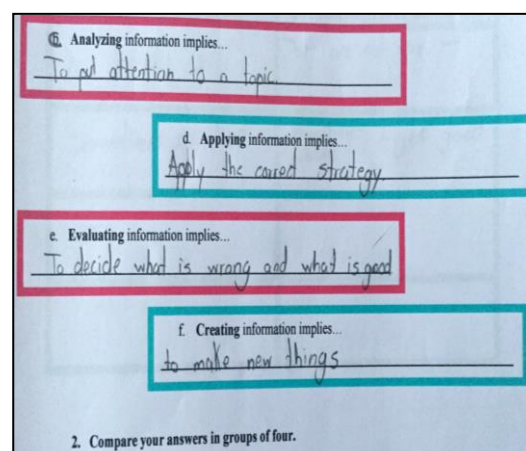 b. Analyzing information implies...
To put attention to a topic.
d. Applying information implies...
Apply the correct strategy.
e. Evaluating information implies...
To decide what is wrong and what is good
f. Creating information implies...
to make new things
2. Compare your answers in groups of four.